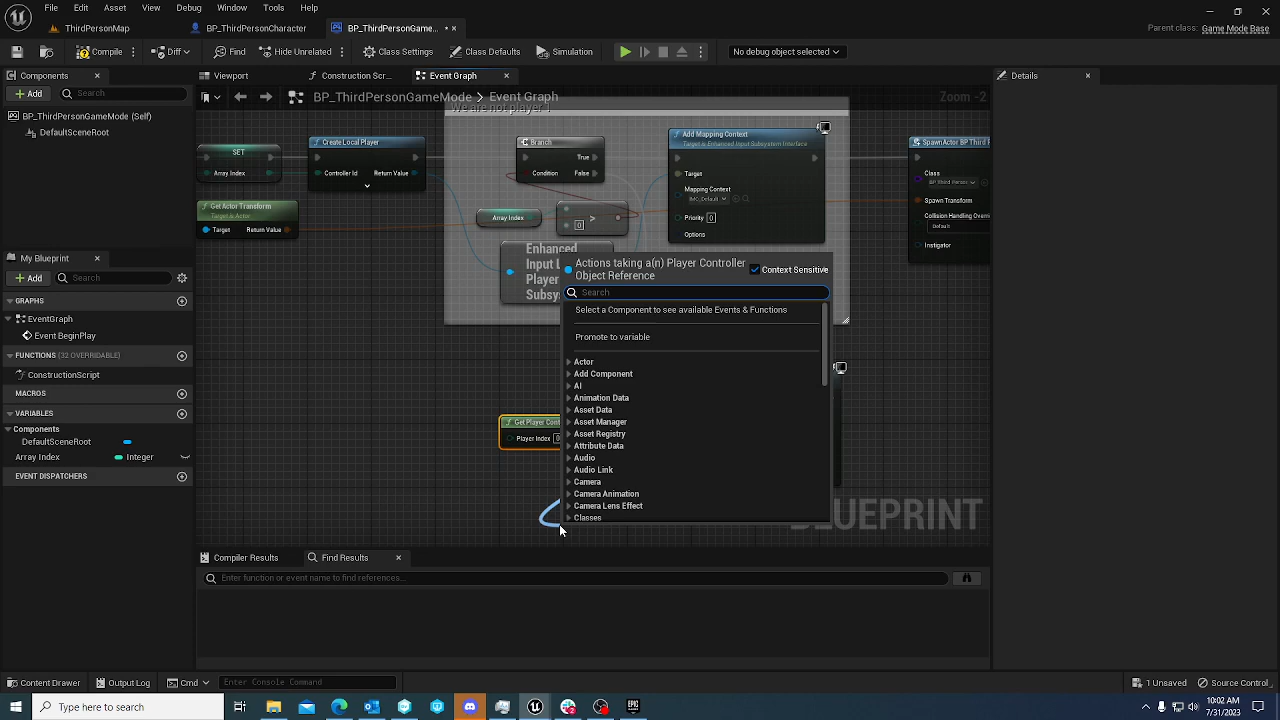 File Edit Asset View Debug Window Tools Help
ThirdPersonMap
BP_ThirdPersonCharacter
BP_ThirdPersonGame... •
Parent class: Game Mode Base
Compile
Diff
Find
Hide Unrelated
Class Settings
Class Defaults
Simulation
No debug object selected
Components
Viewport
Construction Scr...
Event Graph
Details
Add
Search
BP_ThirdPersonGameMode > Event Graph
Zoom -2
BP_ThirdPersonGameMode (Self)
DefaultSceneRoot
We are not player 1
SET
Array Index
Create Local Player
Controller Id
Return Value
Branch
True
Condition
False
Add Mapping Context
Target is Enhanced Input Subsystem Interface
Target
Mapping Context
IMC_Default
Priority 0
Options
SpawnActor BP Third P
Class
BP_Third_Person
Spawn Transform
Collision Handling Overri
Default
Instigator
Get Actor Transform
Target is Actor
Target
Return Value
Array Index
>
0
Enhanced
Input L
Player
Subsy
My Blueprint
Add
Search
GRAPHS
EventGraph
Event BeginPlay
FUNCTIONS (32 OVERRIDABLE)
ConstructionScript
MACROS
VARIABLES
Components
DefaultSceneRoot
Array Index
Integer
EVENT DISPATCHERS
Actions taking a(n) Player Controller
Object Reference
Context Sensitive
Search
Select a Component to see available Events & Functions
Promote to variable
Actor
Add Component
AI
Animation Data
Asset Data
Asset Manager
Asset Registry
Attribute Data
Audio
Audio Link
Camera
Camera Animation
Camera Lens Effect
Classes
Get Player Cont
Player Index 0
BLUEPRINT
Compiler Results
Find Results
Enter function or event name to find references...
Content Drawer
Output Log
Cmd
Enter Console Command
1 Unsaved
Source Control
Type here to search
10:02 AM
7/31/2023